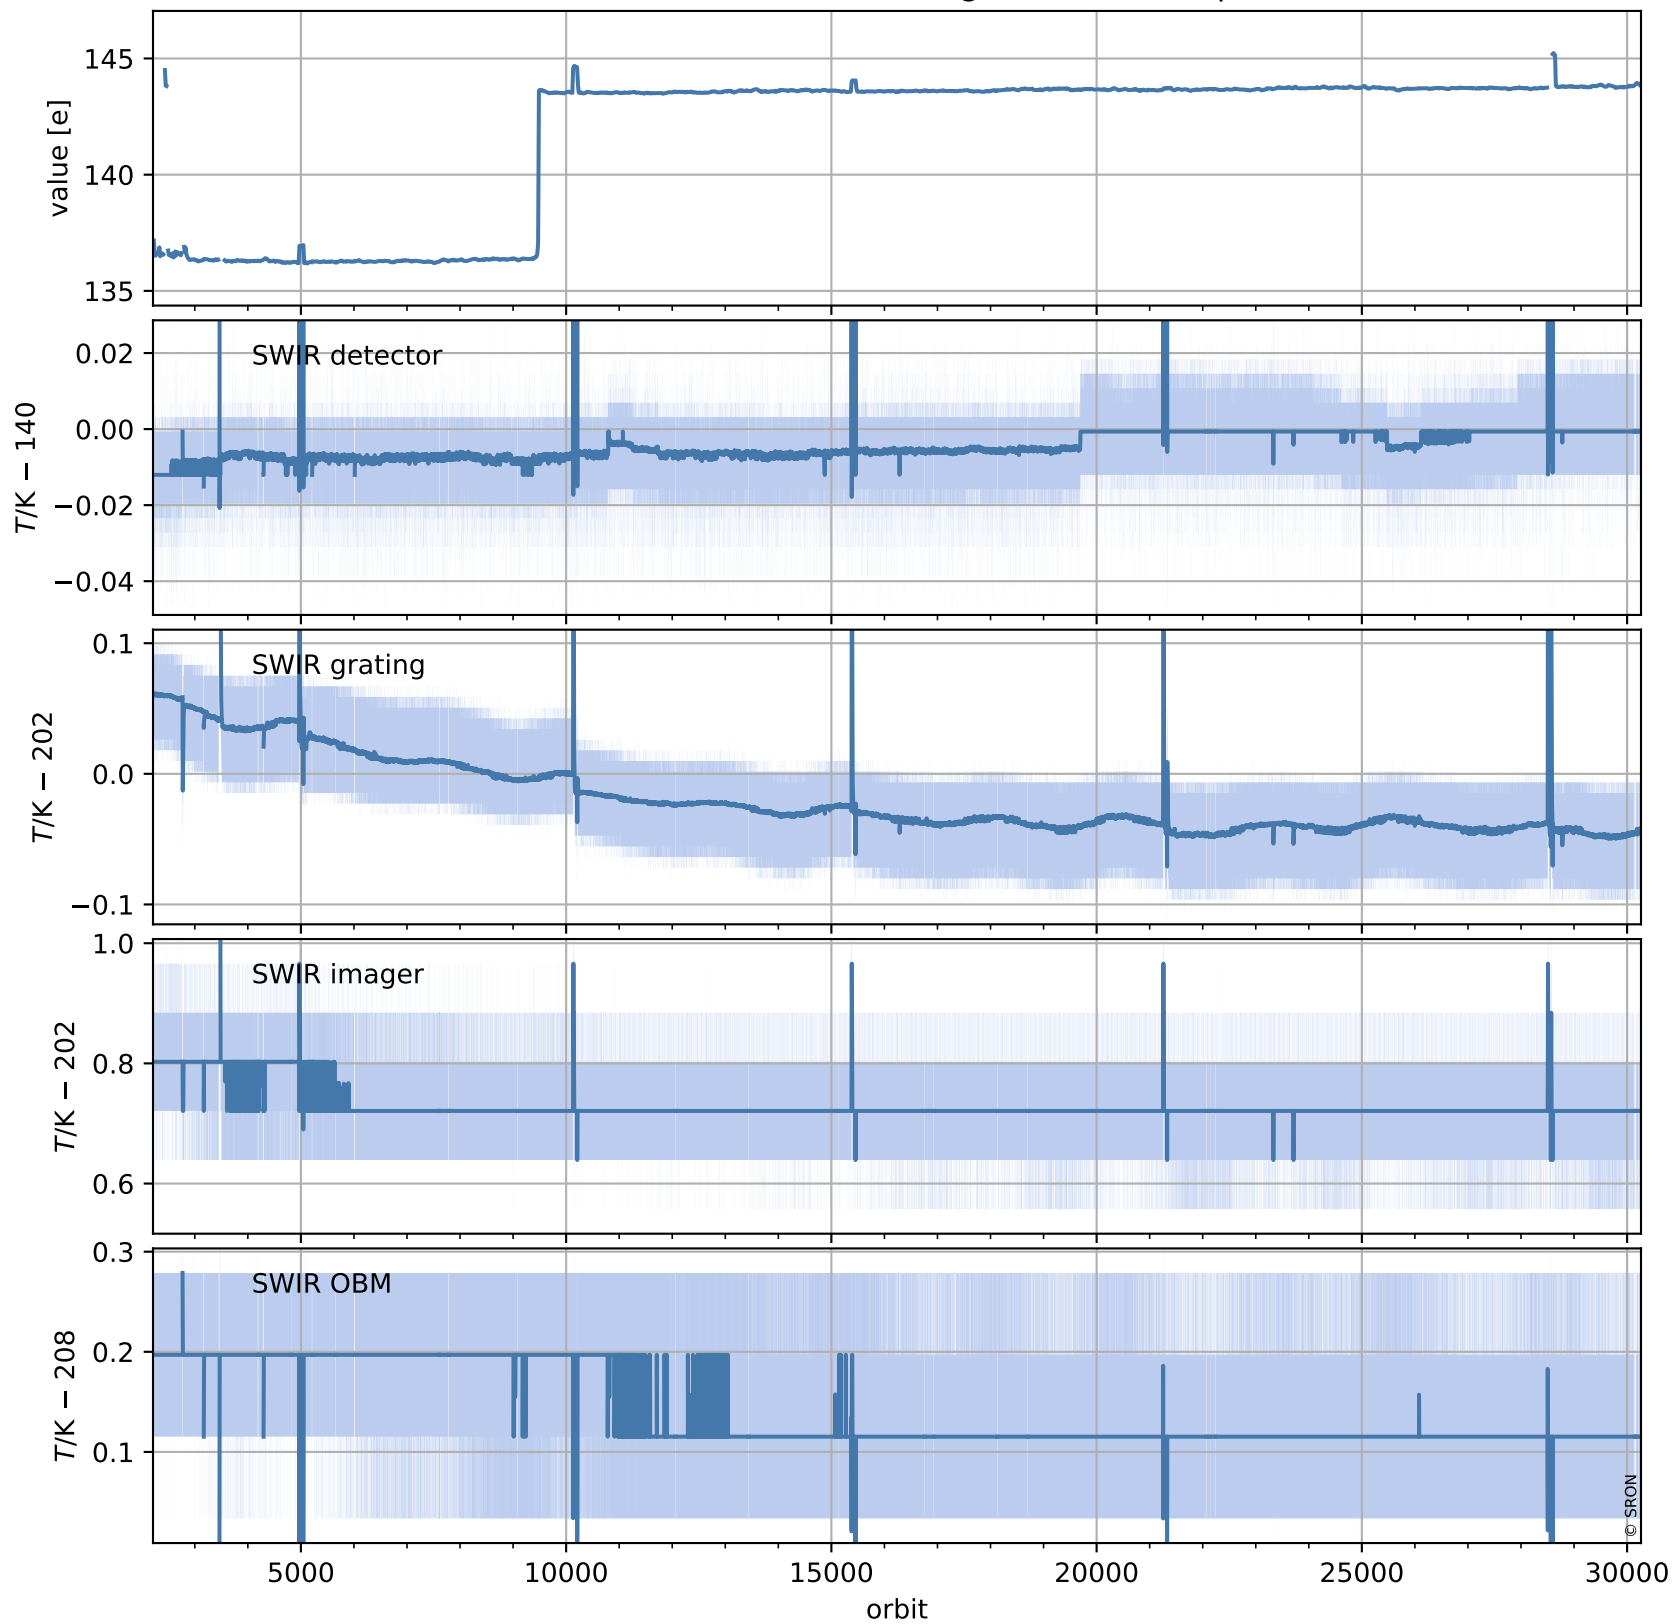 145
140
135
value [e]
SWIR detector
0.02
0.00
−0.02
−0.04
T/K − 140
SWIR grating
0.1
0.0
−0.1
T/K − 202
SWIR imager
1.0
0.8
0.6
T/K − 202
SWIR OBM
0.3
0.2
0.1
T/K − 208
© SRON
5000 10000 15000 20000 25000 30000
orbit